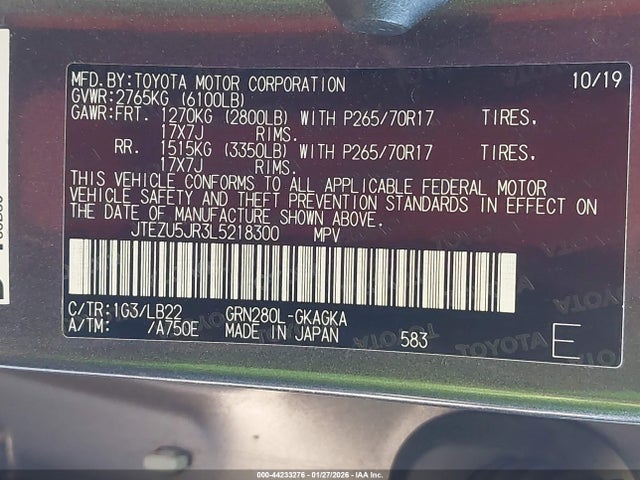 MFD.BY:TOYOTA MOTOR CORPORATION 10/19
GVWR:2765KG (6100LB)
GAWR:FRT. 1270KG (2800LB) WITH P265/70R17 TIRES,
17X7J RIMS.
RR. 1515KG (3350LB) WITH P265/70R17 TIRES,
17X7J RIMS.
THIS VEHICLE CONFORMS TO ALL APPLICABLE FEDERAL MOTOR
VEHICLE SAFETY AND THEFT PREVENTION STANDARDS IN EFFECT ON
THE DATE OF MANUFACTURE SHOWN ABOVE.
JTEZU5JR3L5218300 MPV
C/TR:1G3/LB22 GRN280L-GKAGKA
A/TM: /A750E MADE IN JAPAN 583 E
000-44233276 - 01/27/2026 - IAA Inc.